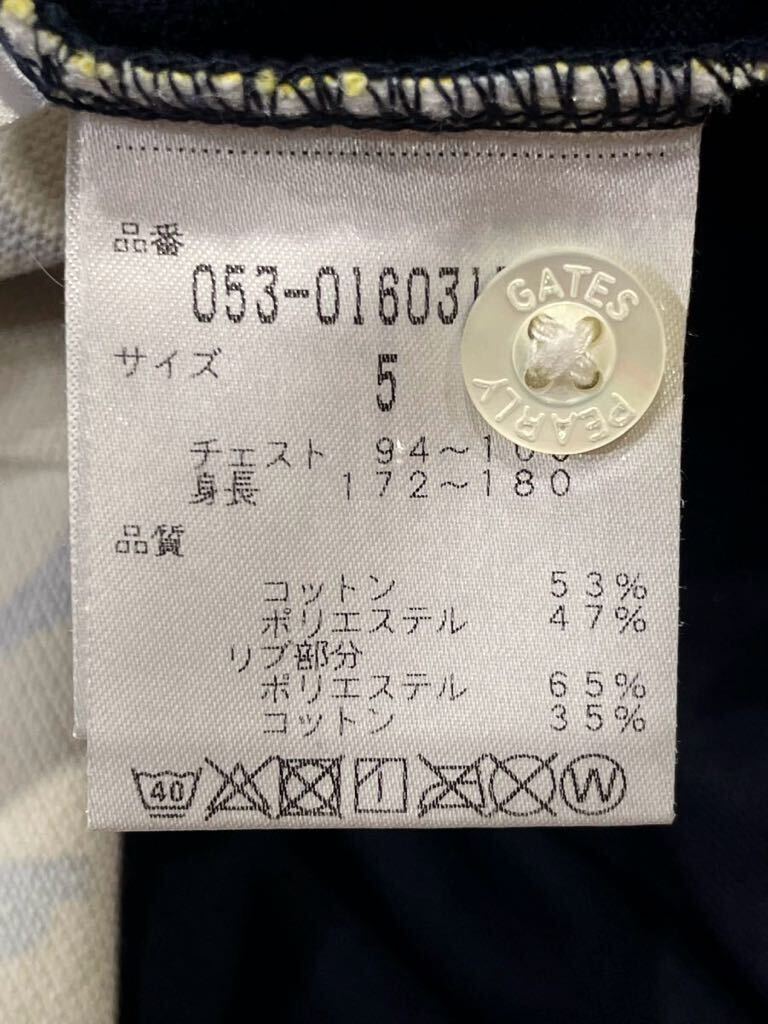 品番
053-016031
サイズ
5
GATES
PEARLY
チェスト 94～100
身長 172～180
品質
コットン 53%
ポリエステル 47%
リブ部分
ポリエステル 65%
コットン 35%
40
W